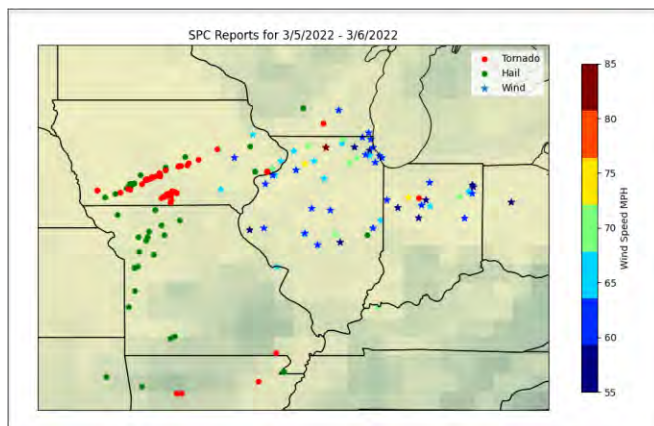 SPC Reports for 3/5/2022 - 3/6/2022
Tornado
Hail
Wind
85
80
75
70
65
60
55
Wind Speed MPH